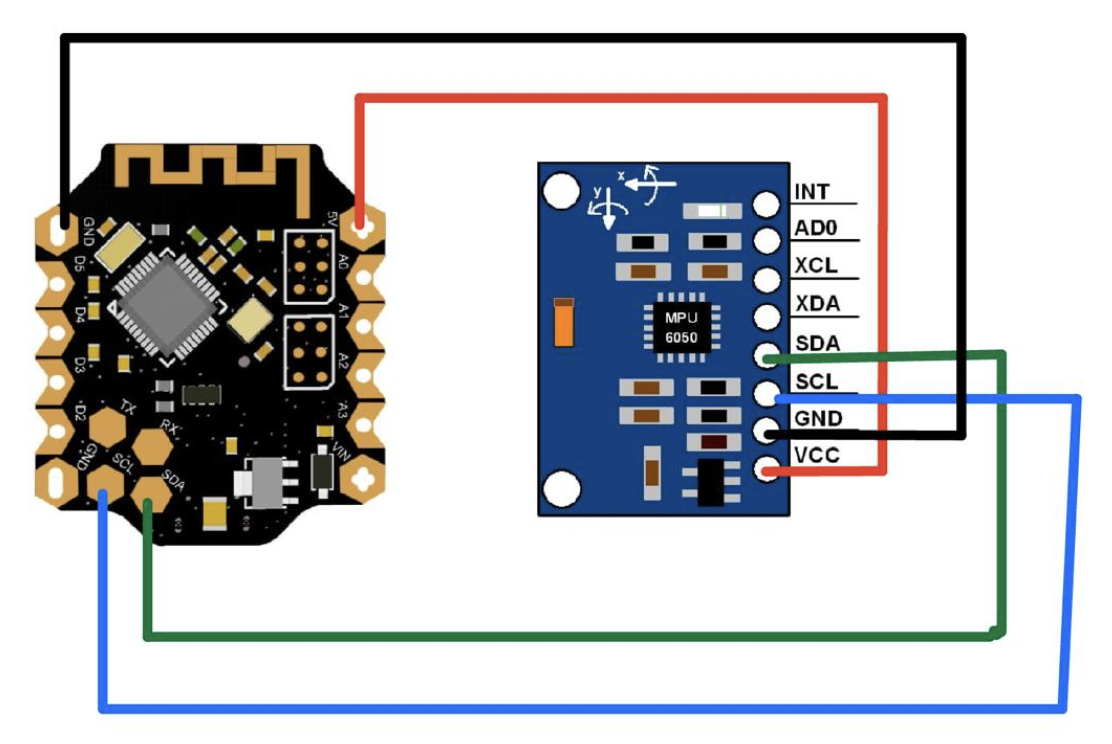 GND
5V
D5
A0
D4
A1
D3
A2
D2
A3
TX
RX
GND
SCL
SDA
VIN
x
y
MPU
6050
INT
AD0
XCL
XDA
SDA
SCL
GND
VCC